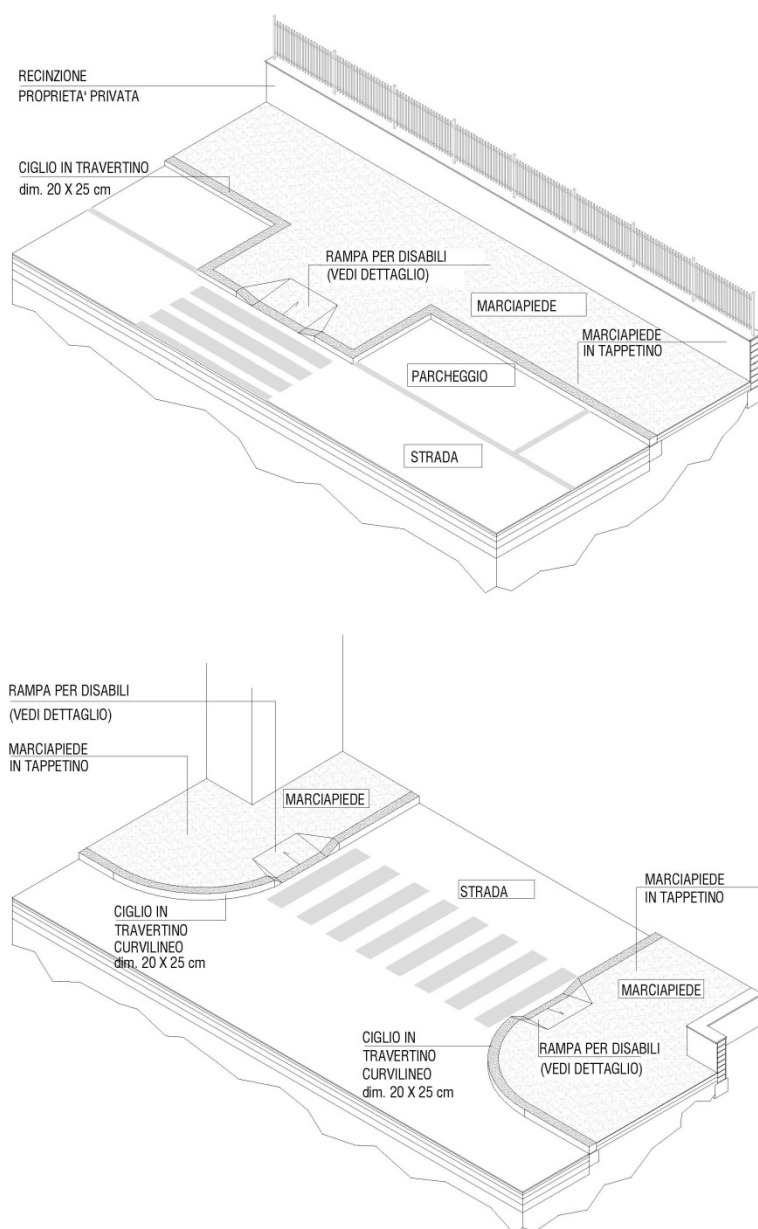 RECINZIONE
PROPRIETA' PRIVATA
CIGLIO IN TRAVERTINO
dim. 20 X 25 cm
RAMPA PER DISABILI
(VEDI DETTAGLIO)
MARCIAPIEDE
MARCIAPIEDE
IN TAPPETINO
PARCHEGGIO
STRADA
RAMPA PER DISABILI
(VEDI DETTAGLIO)
MARCIAPIEDE
IN TAPPETINO
MARCIAPIEDE
STRADA
MARCIAPIEDE
IN TAPPETINO
CIGLIO IN
TRAVERTINO
CURVILINEO
dim. 20 X 25 cm
MARCIAPIEDE
CIGLIO IN
TRAVERTINO
CURVILINEO
dim. 20 X 25 cm
RAMPA PER DISABILI
(VEDI DETTAGLIO)